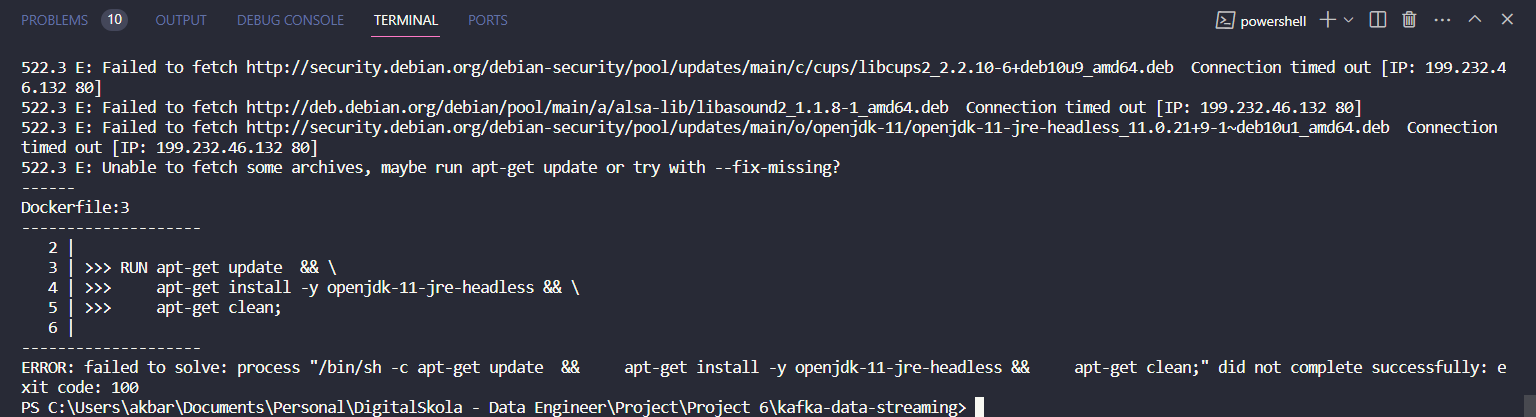 PROBLEMS 10 OUTPUT DEBUG CONSOLE TERMINAL PORTS powershell
522.3 E: Failed to fetch http://security.debian.org/debian-security/pool/updates/main/c/cups/libcups2_2.2.10-6+deb10u9_amd64.deb  Connection timed out [IP: 199.232.4
6.132 80]
522.3 E: Failed to fetch http://deb.debian.org/debian/pool/main/a/alsa-lib/libasound2_1.1.8-1_amd64.deb  Connection timed out [IP: 199.232.46.132 80]
522.3 E: Failed to fetch http://security.debian.org/debian-security/pool/updates/main/o/openjdk-11/openjdk-11-jre-headless_11.0.21+9-1~deb10u1_amd64.deb  Connection
timed out [IP: 199.232.46.132 80]
522.3 E: Unable to fetch some archives, maybe run apt-get update or try with --fix-missing?
------
Dockerfile:3
--------------------
   2 |
   3 | >>> RUN apt-get update  && \
   4 | >>>     apt-get install -y openjdk-11-jre-headless && \
   5 | >>>     apt-get clean;
   6 |
--------------------
ERROR: failed to solve: process "/bin/sh -c apt-get update  &&     apt-get install -y openjdk-11-jre-headless &&     apt-get clean;" did not complete successfully: e
xit code: 100
PS C:\Users\akbar\Documents\Personal\DigitalSkola - Data Engineer\Project\Project 6\kafka-data-streaming>